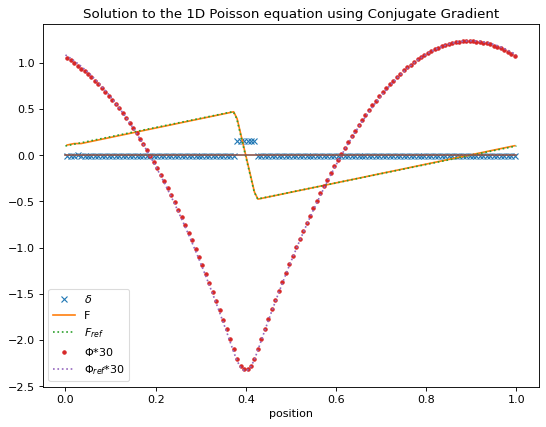 Solution to the 1D Poisson equation using Conjugate Gradient
1.0
0.5
0.0
−0.5
−1.0
−1.5
−2.0
−2.5
δ
F
F_ref
Φ*30
Φ_ref*30
0.0 0.2 0.4 0.6 0.8 1.0
position